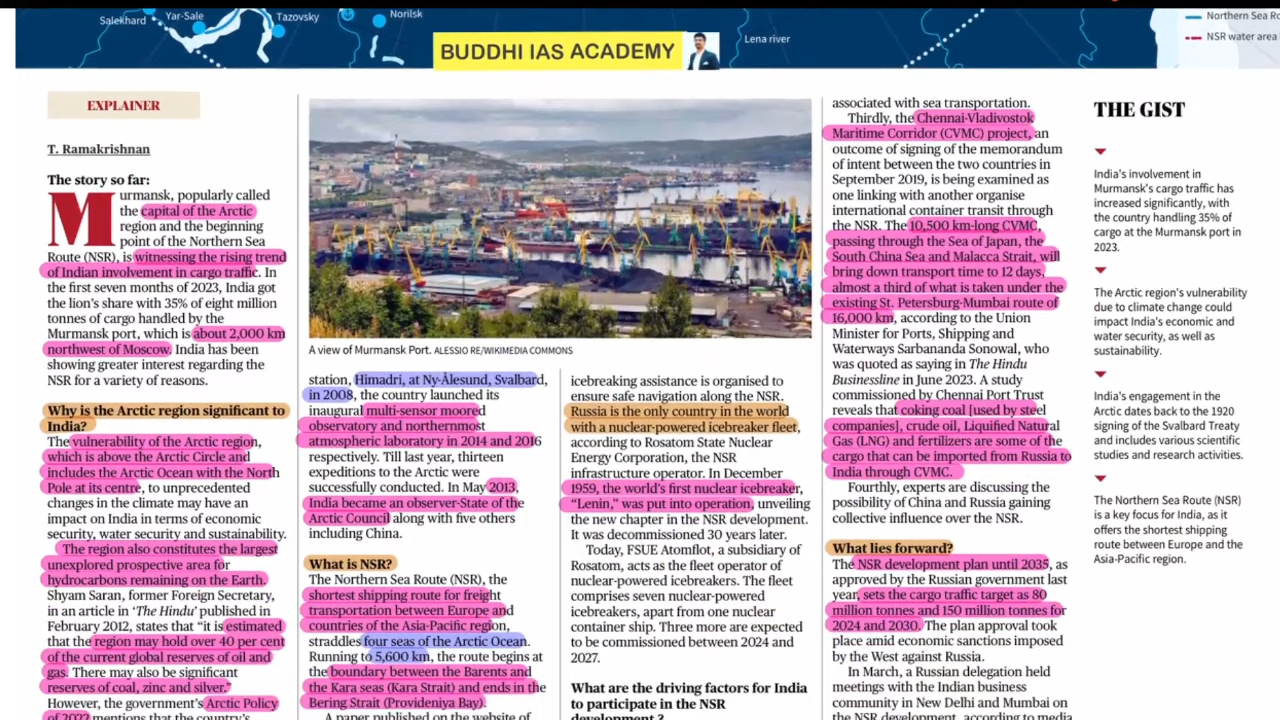 Salekhard
Yar-Sale
Tazovsky
Norilsk
Lena river
Northern Sea Ro
NSR water area
BUDDHI IAS ACADEMY
EXPLAINER
T. Ramakrishnan
The story so far:
Murmansk, popularly called
the capital of the Arctic
region and the beginning
point of the Northern Sea
Route (NSR), is witnessing the rising trend
of Indian involvement in cargo traffic. In
the first seven months of 2023, India got
the lion's share with 35% of eight million
tonnes of cargo handled by the
Murmansk port, which is about 2,000 km
northwest of Moscow. India has been
showing greater interest regarding the
NSR for a variety of reasons.
Why is the Arctic region significant to
India?
The vulnerability of the Arctic region,
which is above the Arctic Circle and
includes the Arctic Ocean with the North
Pole at its centre, to unprecedented
changes in the climate may have an
impact on India in terms of economic
security, water security and sustainability.
The region also constitutes the largest
unexplored prospective area for
hydrocarbons remaining on the Earth.
Shyam Saran, former Foreign Secretary,
in an article in ‘The Hindu’ published in
February 2012, states that “it is estimated
that the region may hold over 40 per cent
of the current global reserves of oil and
gas. There may also be significant
reserves of coal, zinc and silver.”
However, the government's Arctic Policy
of 2022 mentions that the country's
A view of Murmansk Port. ALESSIO RE/WIKIMEDIA COMMONS
station, Himadri, at Ny-Ålesund, Svalbard,
in 2008, the country launched its
inaugural multi-sensor moored
observatory and northernmost
atmospheric laboratory in 2014 and 2016
respectively. Till last year, thirteen
expeditions to the Arctic were
successfully conducted. In May 2013,
India became an observer-State of the
Arctic Council along with five others
including China.
What is NSR?
The Northern Sea Route (NSR), the
shortest shipping route for freight
transportation between Europe and
countries of the Asia-Pacific region,
straddles four seas of the Arctic Ocean.
Running to 5,600 km, the route begins at
the boundary between the Barents and
the Kara seas (Kara Strait) and ends in the
Bering Strait (Provideniya Bay).
A paper published on the website of
icebreaking assistance is organised to
ensure safe navigation along the NSR.
Russia is the only country in the world
with a nuclear-powered icebreaker fleet,
according to Rosatom State Nuclear
Energy Corporation, the NSR
infrastructure operator. In December
1959, the world's first nuclear icebreaker,
“Lenin,” was put into operation, unveiling
the new chapter in the NSR development.
It was decommissioned 30 years later.
Today, FSUE Atomflot, a subsidiary of
Rosatom, acts as the fleet operator of
nuclear-powered icebreakers. The fleet
comprises seven nuclear-powered
icebreakers, apart from one nuclear
container ship. Three more are expected
to be commissioned between 2024 and
2027.
What are the driving factors for India
to participate in the NSR
development?
associated with sea transportation.
Thirdly, the Chennai-Vladivostok
Maritime Corridor (CVMC) project, an
outcome of signing of the memorandum
of intent between the two countries in
September 2019, is being examined as
one linking with another organise
international container transit through
the NSR. The 10,500 km-long CVMC,
passing through the Sea of Japan, the
South China Sea and Malacca Strait, will
bring down transport time to 12 days,
almost a third of what is taken under the
existing St. Petersburg-Mumbai route of
16,000 km, according to the Union
Minister for Ports, Shipping and
Waterways Sarbananda Sonowal, who
was quoted as saying in The Hindu
Businessline in June 2023. A study
commissioned by Chennai Port Trust
reveals that coking coal [used by steel
companies], crude oil, Liquified Natural
Gas (LNG) and fertilizers are some of the
cargo that can be imported from Russia to
India through CVMC.
Fourthly, experts are discussing the
possibility of China and Russia gaining
collective influence over the NSR.
What lies forward?
The NSR development plan until 2035, as
approved by the Russian government last
year, sets the cargo traffic target as 80
million tonnes and 150 million tonnes for
2024 and 2030. The plan approval took
place amid economic sanctions imposed
by the West against Russia.
In March, a Russian delegation held
meetings with the Indian business
community in New Delhi and Mumbai on
the NSR development, according to media
THE GIST
India's involvement in
Murmansk's cargo traffic has
increased significantly, with
the country handling 35% of
cargo at the Murmansk port in
2023.
The Arctic region's vulnerability
due to climate change could
impact India's economic and
water security, as well as
sustainability.
India's engagement in the
Arctic dates back to the 1920
signing of the Svalbard Treaty
and includes various scientific
studies and research activities.
The Northern Sea Route (NSR)
is a key focus for India, as it
offers the shortest shipping
route between Europe and the
Asia-Pacific region.